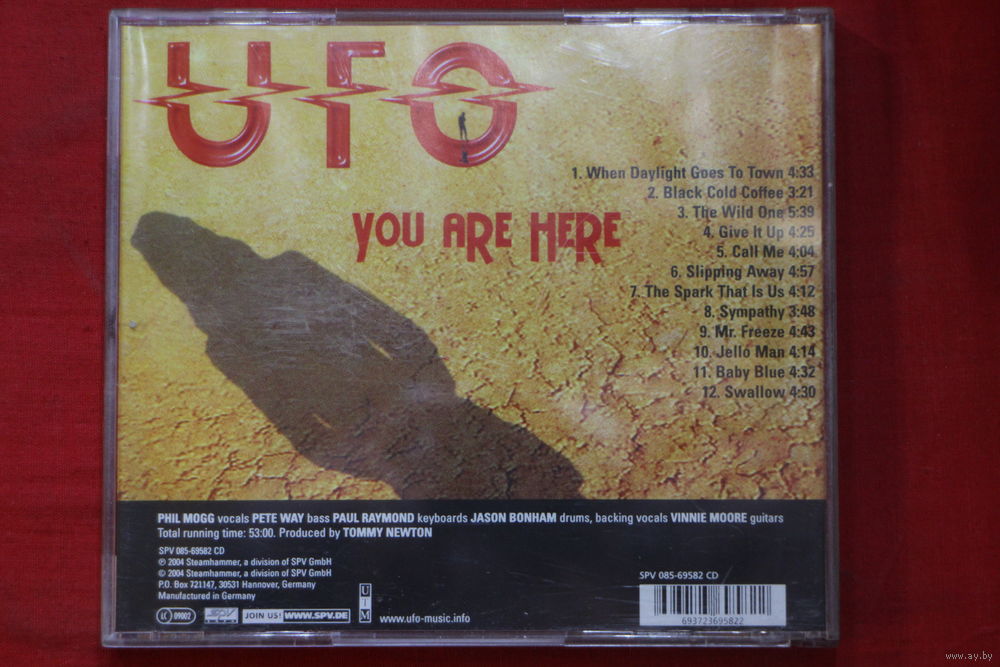 UFO
YOU ARE HERE
1. When Daylight Goes To Town 4:33
2. Black Cold Coffee 3:21
3. The Wild One 5:39
4. Give It Up 4:25
5. Call Me 4:04
6. Slipping Away 4:57
7. The Spark That Is Us 4:12
8. Sympathy 3:48
9. Mr. Freeze 4:43
10. Jello Man 4:14
11. Baby Blue 4:32
12. Swallow 4:30
PHIL MOGG vocals PETE WAY bass PAUL RAYMOND keyboards JASON BONHAM drums, backing vocals VINNIE MOORE guitars
Total running time: 53:00. Produced by TOMMY NEWTON
SPV 085-69582 CD
℗ 2004 Steamhammer, a division of SPV GmbH
© 2004 Steamhammer, a division of SPV GmbH
P.O. Box 721147, 30531 Hannover, Germany
Manufactured in Germany
LC 09002 SPV JOIN US! WWW.SPV.DE
www.ufo-music.info
SPV 085-69582 CD
693723695822
www.ay.by